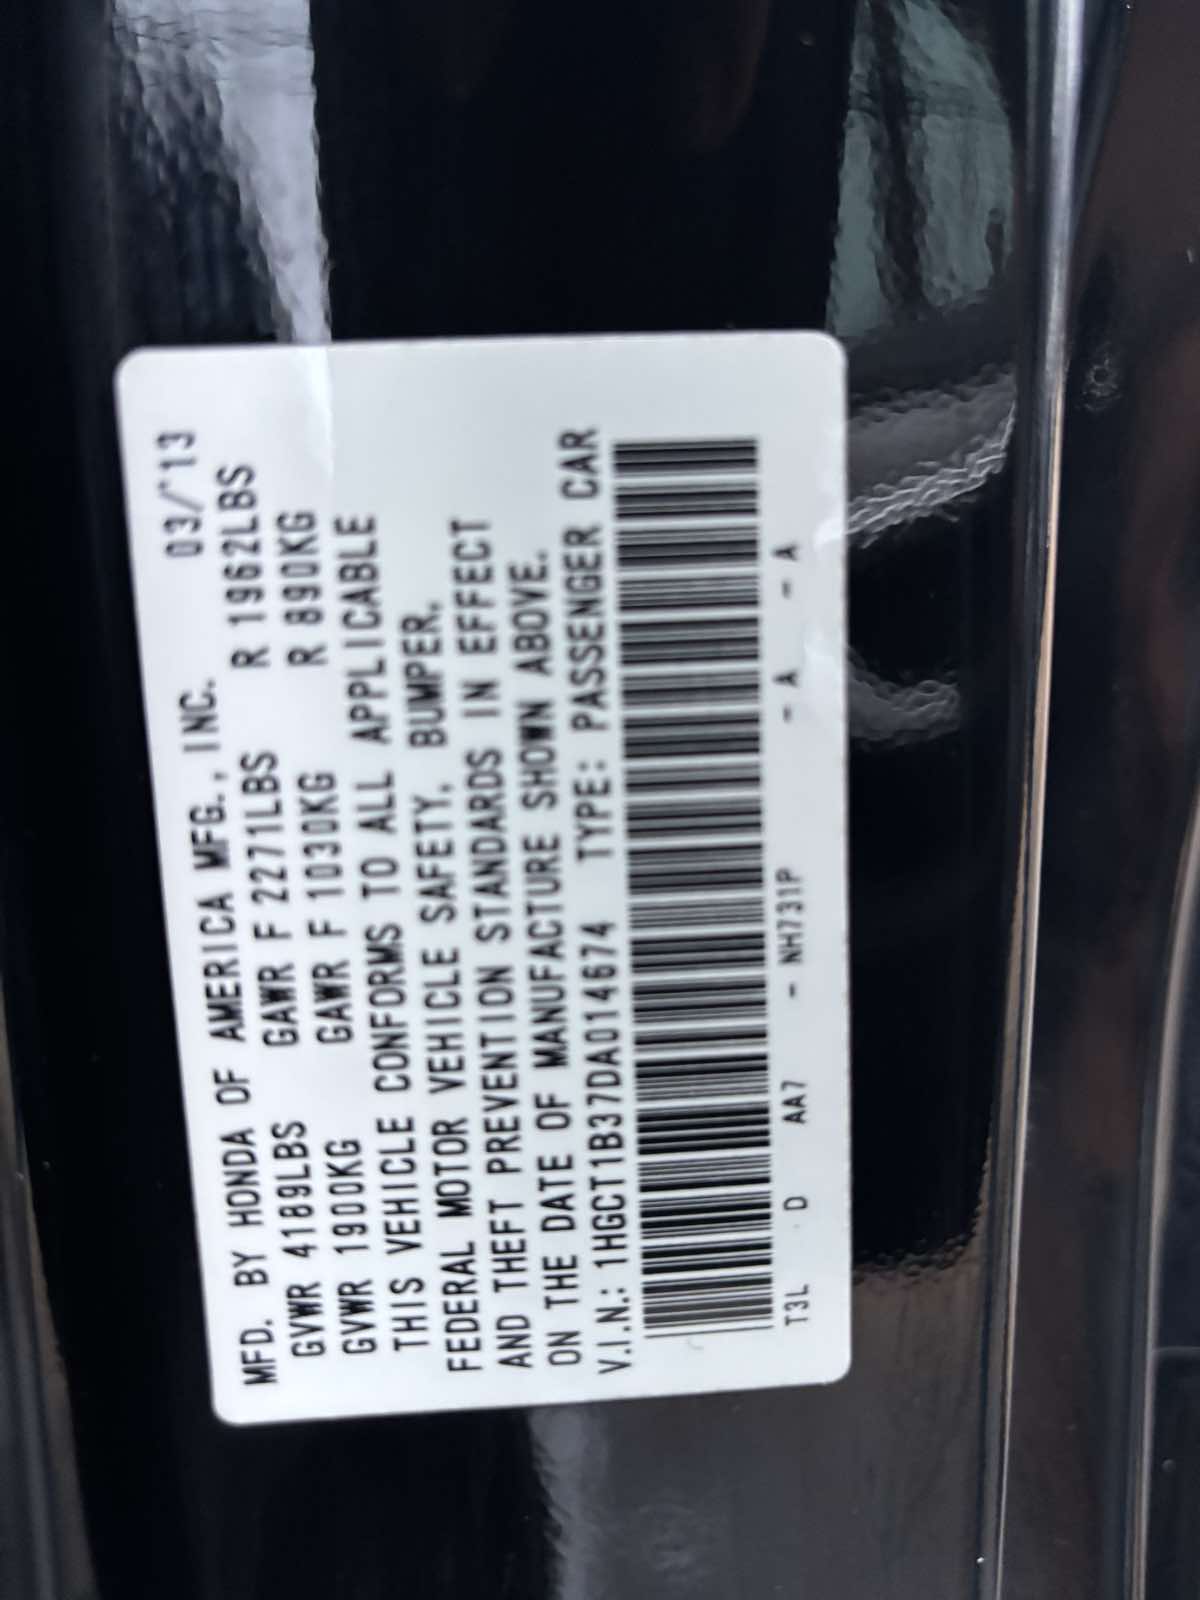 MFD. BY HONDA OF AMERICA MFG., INC. 03/'13
GVWR 4189LBS GAWR F 2271LBS R 1962LBS
GVWR 1900KG GAWR F 1030KG R 890KG
THIS VEHICLE CONFORMS TO ALL APPLICABLE
FEDERAL MOTOR VEHICLE SAFETY, BUMPER,
AND THEFT PREVENTION STANDARDS IN EFFECT
ON THE DATE OF MANUFACTURE SHOWN ABOVE.
V.I.N.: 1HGCT1B37DA014674 TYPE: PASSENGER CAR
T3L D AA7 - NH731P - A - A